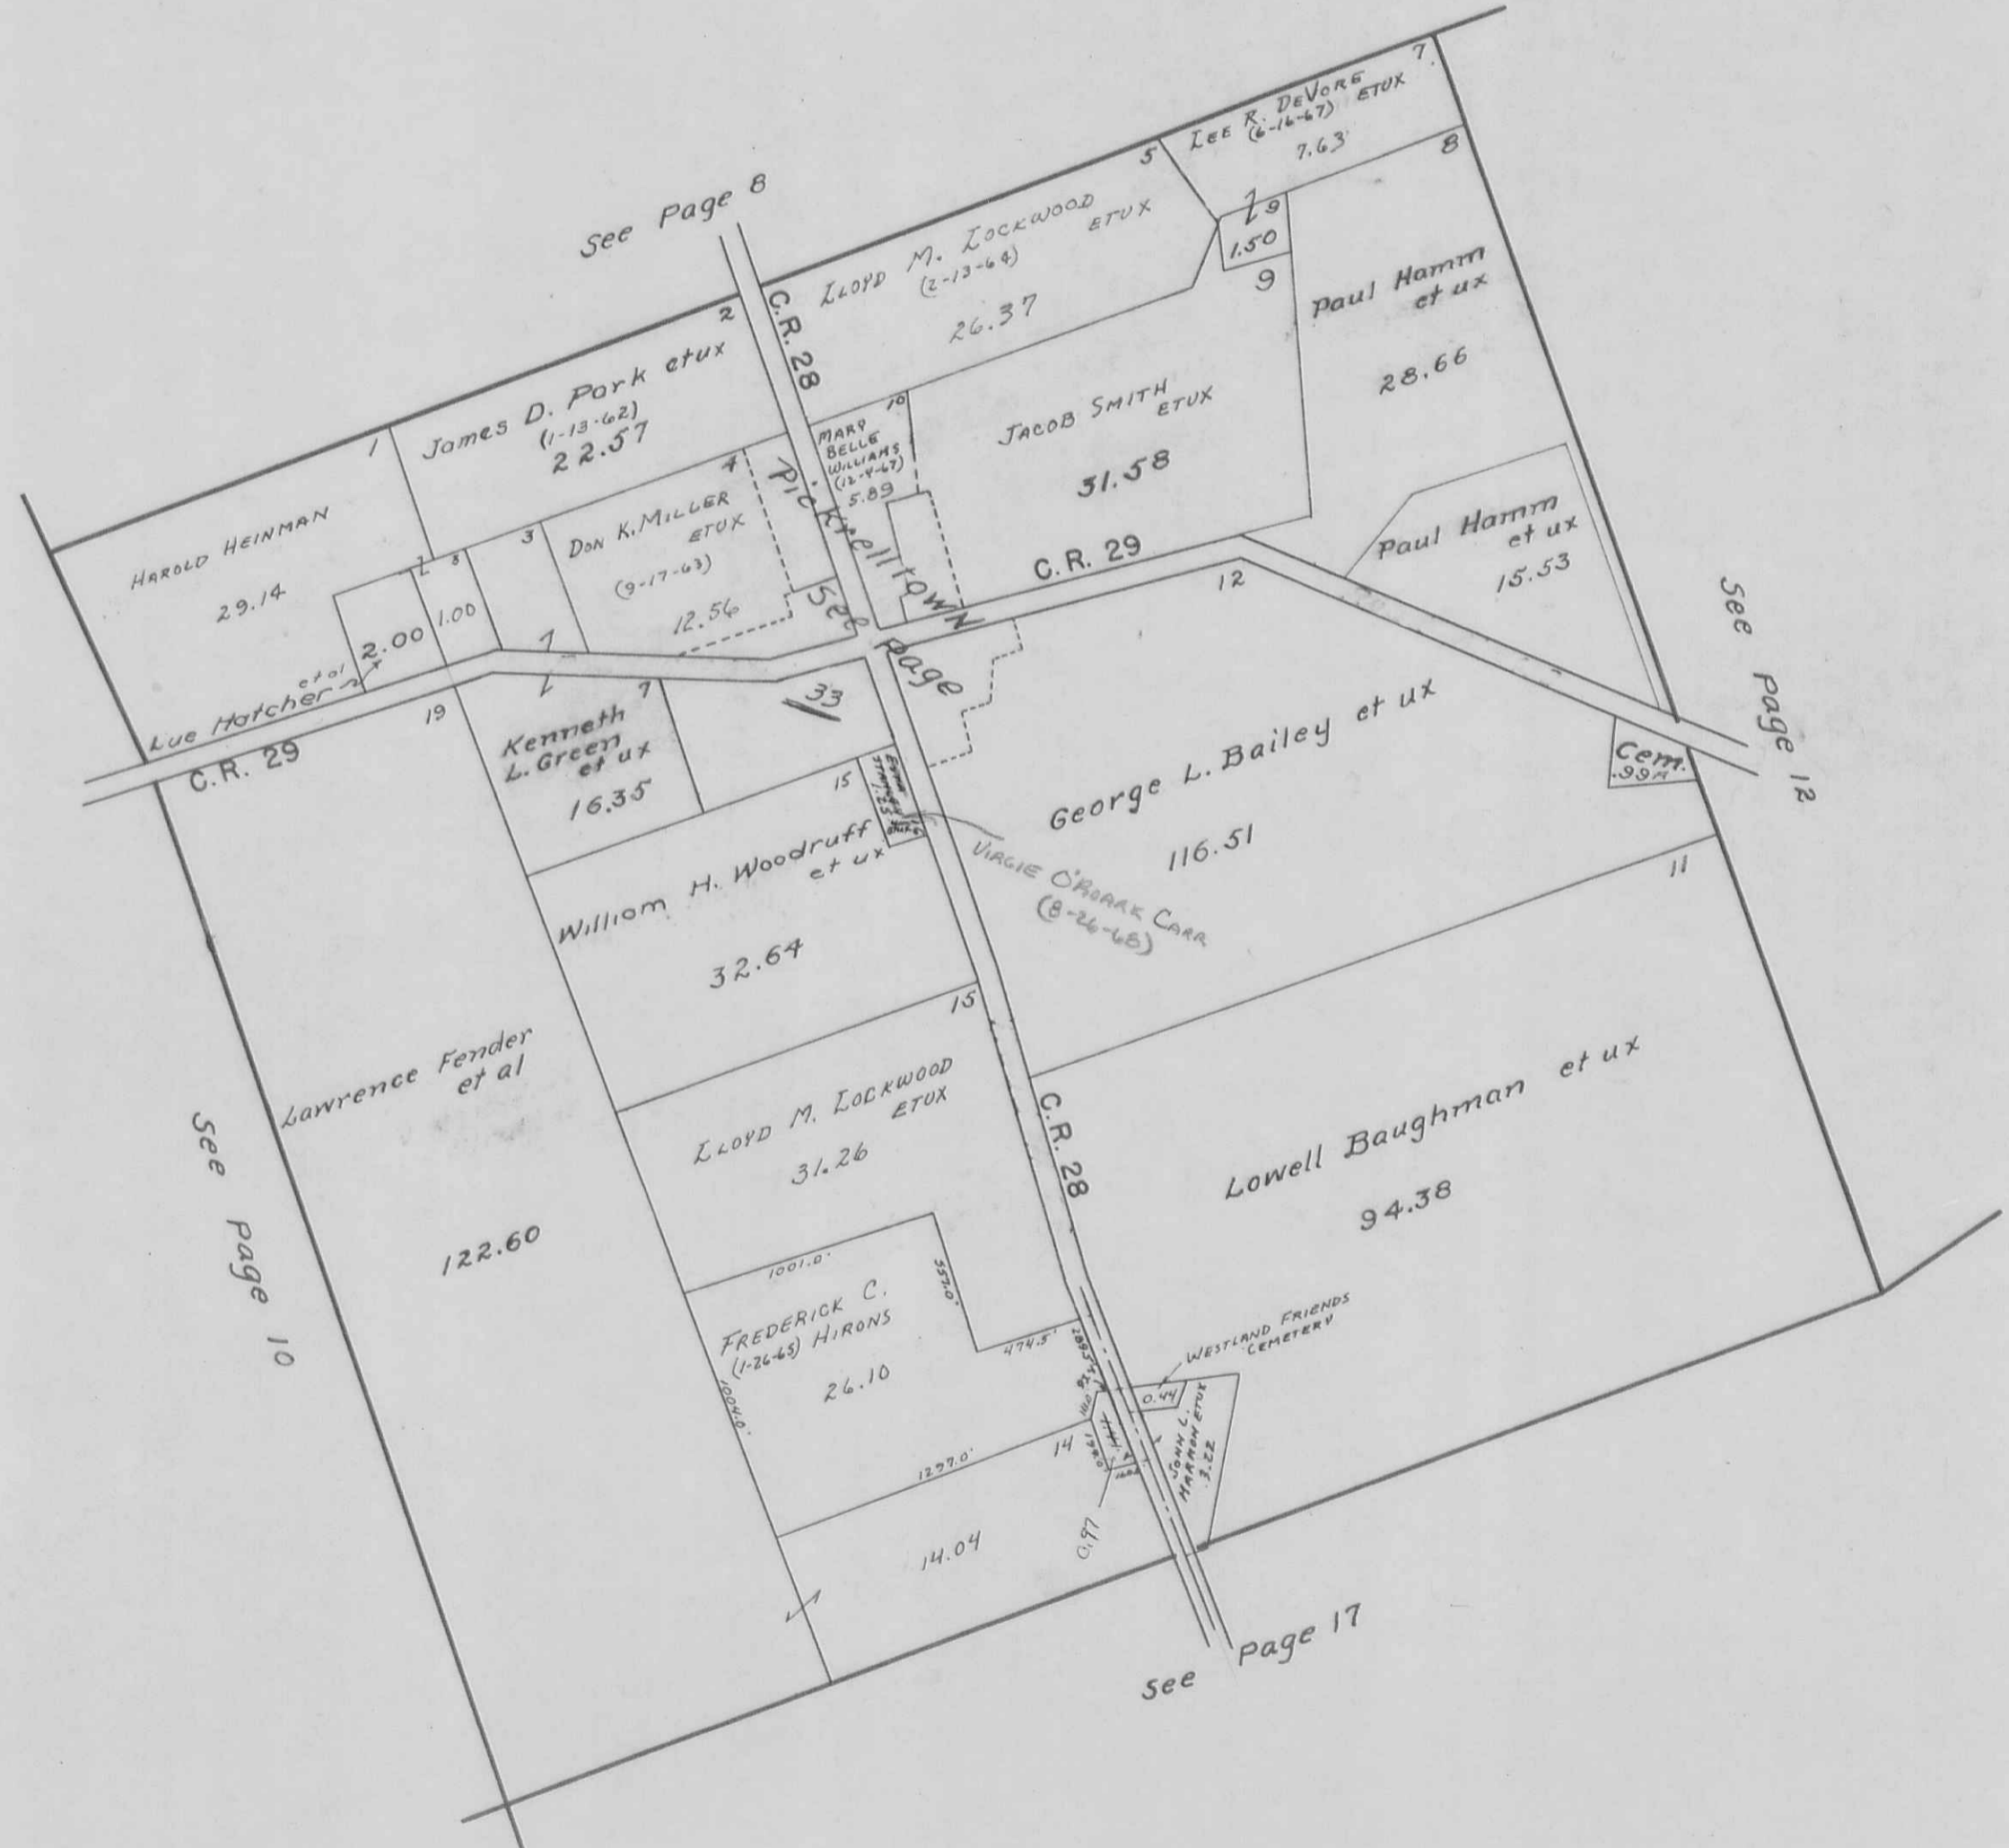 See Page 8
LEE R. DEVORE
(6-16-67) ETUX
7.63
7
8
5
LLOYD M. LOCKWOOD
ETUX
(2-13-64)
26.37
9
1.50
9
Paul Hamm
et ux
28.66
C.R. 28
2
James D. Park etux
(1-13-62)
22.57
1
HAROLD HEINMAN
29.14
10
MARY
BELLE
WILLIAMS
(12-4-67)
5.89
JACOB SMITH
ETUX
31.58
4
3
DON K. MILLER
ETUX
(9-17-63)
12.56
Pickrelltown
See
Page
33
2.00
1.00
Lue Hatcher et al
C.R. 29
12
Paul Hamm
et ux
15.53
See Page 12
C.R. 29
19
Kenneth
L. Green
et ux
16.35
Cem.
.99A
George L. Bailey et ux
116.51
11
15
1.25
VIRGIE O'ROARK CARR
(8-26-68)
William H. Woodruff
et ux
32.64
15
Lawrence Fender
et al
122.60
See Page 10
LLOYD M. LOCKWOOD
ETUX
31.26
C.R. 28
Lowell Baughman et ux
94.38
1001.0'
557.0'
474.5'
FREDERICK C.
(1-26-65) HIRONS
26.10
1004.0'
1297.0'
WESTLAND FRIENDS
CEMETERY
0.44
JOHN L.
MARMON ETUX
3.22
14
0.97
14.04
See Page 17